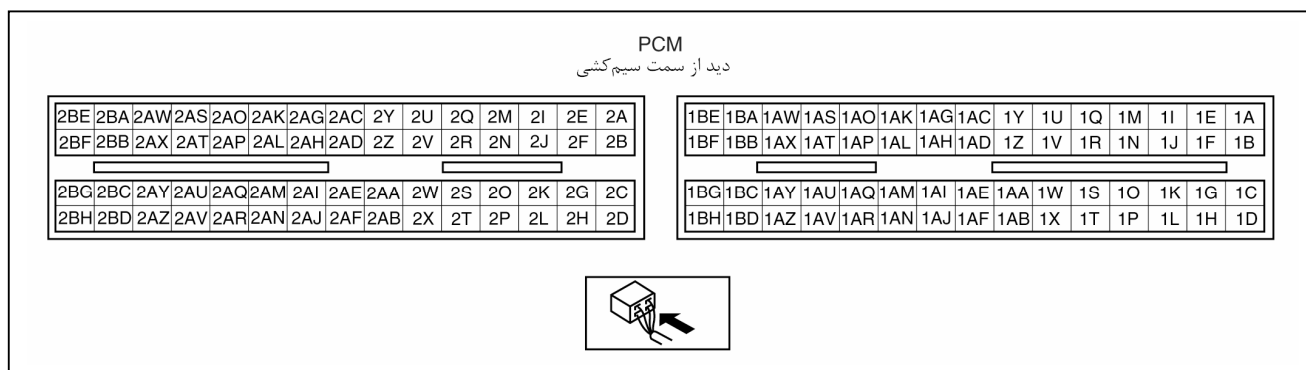 PCM
دید از سمت سیم‌کشی
2BE 2BA 2AW 2AS 2AO 2AK 2AG 2AC 2Y 2U 2Q 2M 2I 2E 2A
2BF 2BB 2AX 2AT 2AP 2AL 2AH 2AD 2Z 2V 2R 2N 2J 2F 2B
2BG 2BC 2AY 2AU 2AQ 2AM 2AI 2AE 2AA 2W 2S 2O 2K 2G 2C
2BH 2BD 2AZ 2AV 2AR 2AN 2AJ 2AF 2AB 2X 2T 2P 2L 2H 2D
1BE 1BA 1AW 1AS 1AO 1AK 1AG 1AC 1Y 1U 1Q 1M 1I 1E 1A
1BF 1BB 1AX 1AT 1AP 1AL 1AH 1AD 1Z 1V 1R 1N 1J 1F 1B
1BG 1BC 1AY 1AU 1AQ 1AM 1AI 1AE 1AA 1W 1S 1O 1K 1G 1C
1BH 1BD 1AZ 1AV 1AR 1AN 1AJ 1AF 1AB 1X 1T 1P 1L 1H 1D